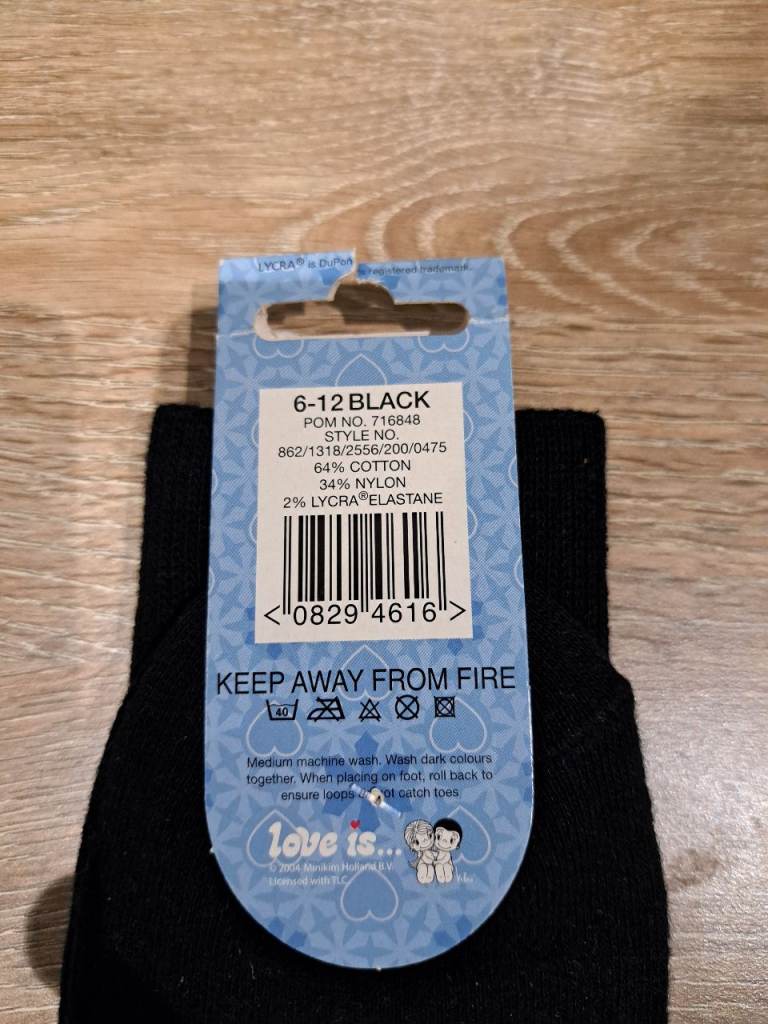 LYCRA® is DuPon registered trademark.
6-12 BLACK
POM NO. 716848
STYLE NO.
862/1318/2556/200/0475
64% COTTON
34% NYLON
2% LYCRA® ELASTANE
<0829 4616>
KEEP AWAY FROM FIRE
40
Medium machine wash. Wash dark colours
together. When placing on foot, roll back to
ensure loops ot catch toes
love is...
© 2004 Minikim Holland B.V.
Licensed with TLC